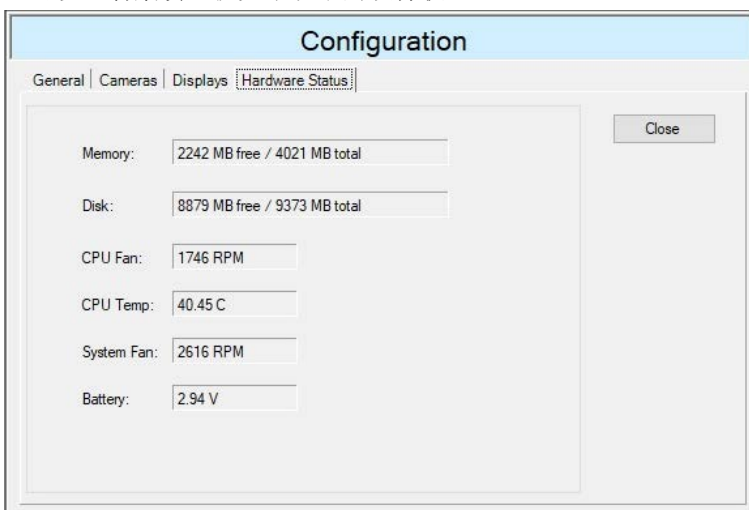 Configuration
General Cameras Displays Hardware Status
Close
Memory: 2242 MB free / 4021 MB total
Disk: 8879 MB free / 9373 MB total
CPU Fan: 1746 RPM
CPU Temp: 40.45 C
System Fan: 2616 RPM
Battery: 2.94 V